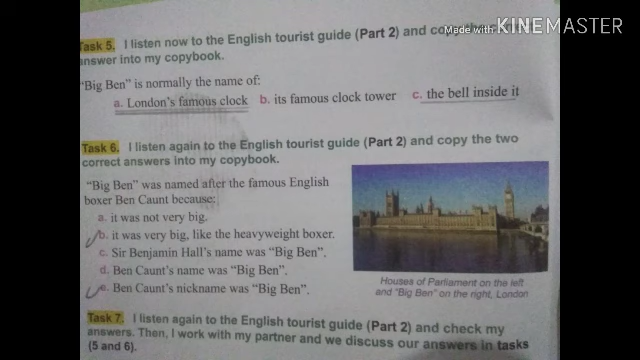 Made with KINEMASTER
Task 5. I listen now to the English tourist guide (Part 2) and copy the
answer into my copybook.
"Big Ben" is normally the name of:
a. London's famous clock b. its famous clock tower c. the bell inside it
Task 6. I listen again to the English tourist guide (Part 2) and copy the two
correct answers into my copybook.
"Big Ben" was named after the famous English
boxer Ben Caunt because:
a. it was not very big.
b. it was very big, like the heavyweight boxer.
c. Sir Benjamin Hall's name was "Big Ben".
d. Ben Caunt's name was "Big Ben".
e. Ben Caunt's nickname was "Big Ben".
Houses of Parliament on the left
and "Big Ben" on the right, London
Task 7. I listen again to the English tourist guide (Part 2) and check my
answers. Then, I work with my partner and we discuss our answers in tasks
(5 and 6).